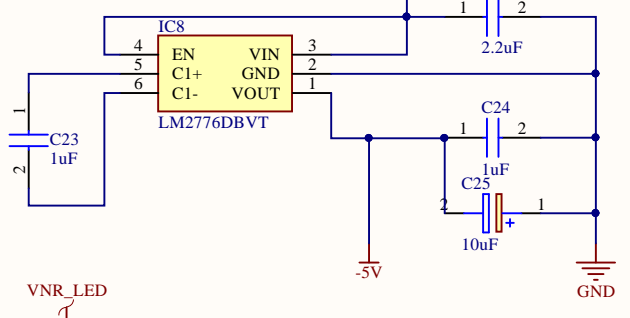 1 2
2.2uF
IC8
4 EN VIN 3
5 C1+ GND 2
6 C1- VOUT 1
LM2776DBVT
1
C23
1uF
2
C24
1 2
1uF
C25
2 + 1
10uF
-5V
GND
VNR_LED